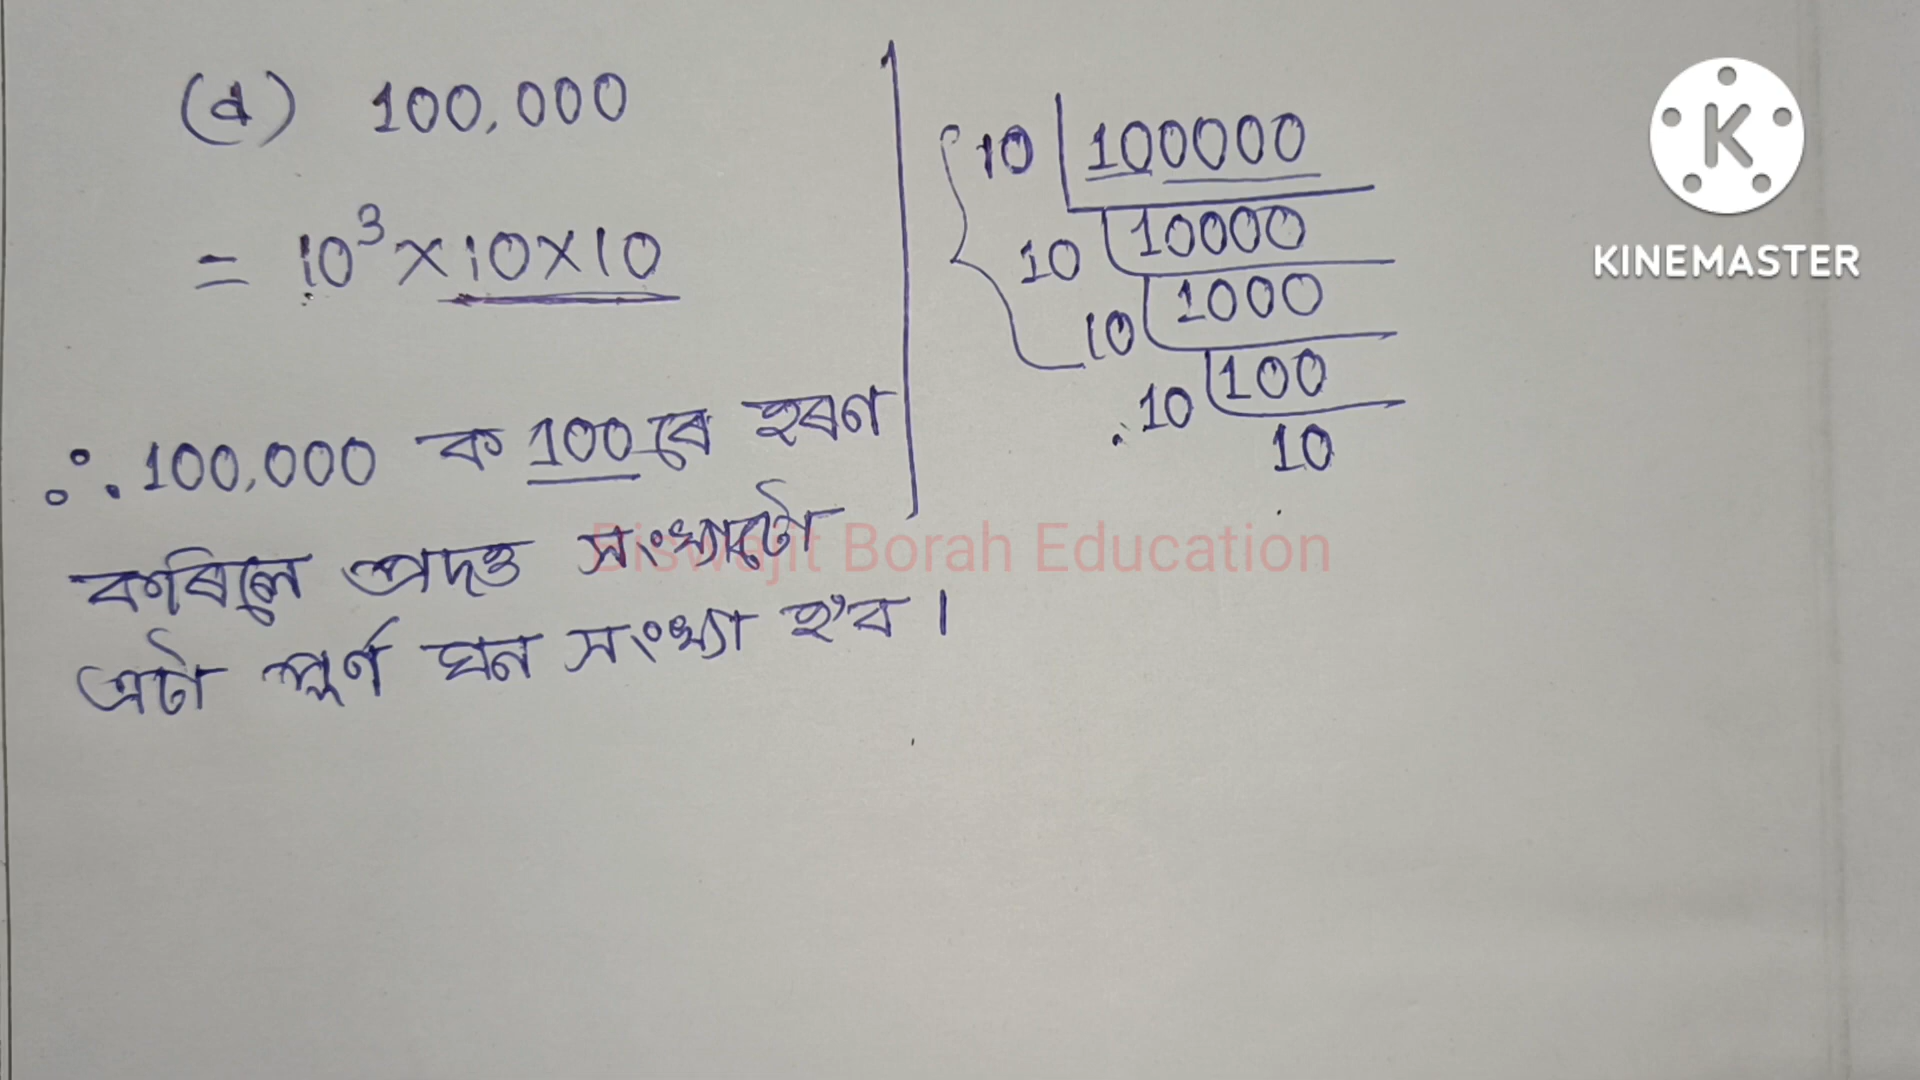 (d) 100,000
= 10³ × 10 × 10
∴ 100,000 ক 100 ৰে হৰণ
কৰিলে প্ৰদত্ত সংখ্যাটো
এটা পূৰ্ণ ঘন সংখ্যা হ'ব ।
10 100000
10 10000
10 1000
10 100
10
K
KINEMASTER
Biswajit Borah Education